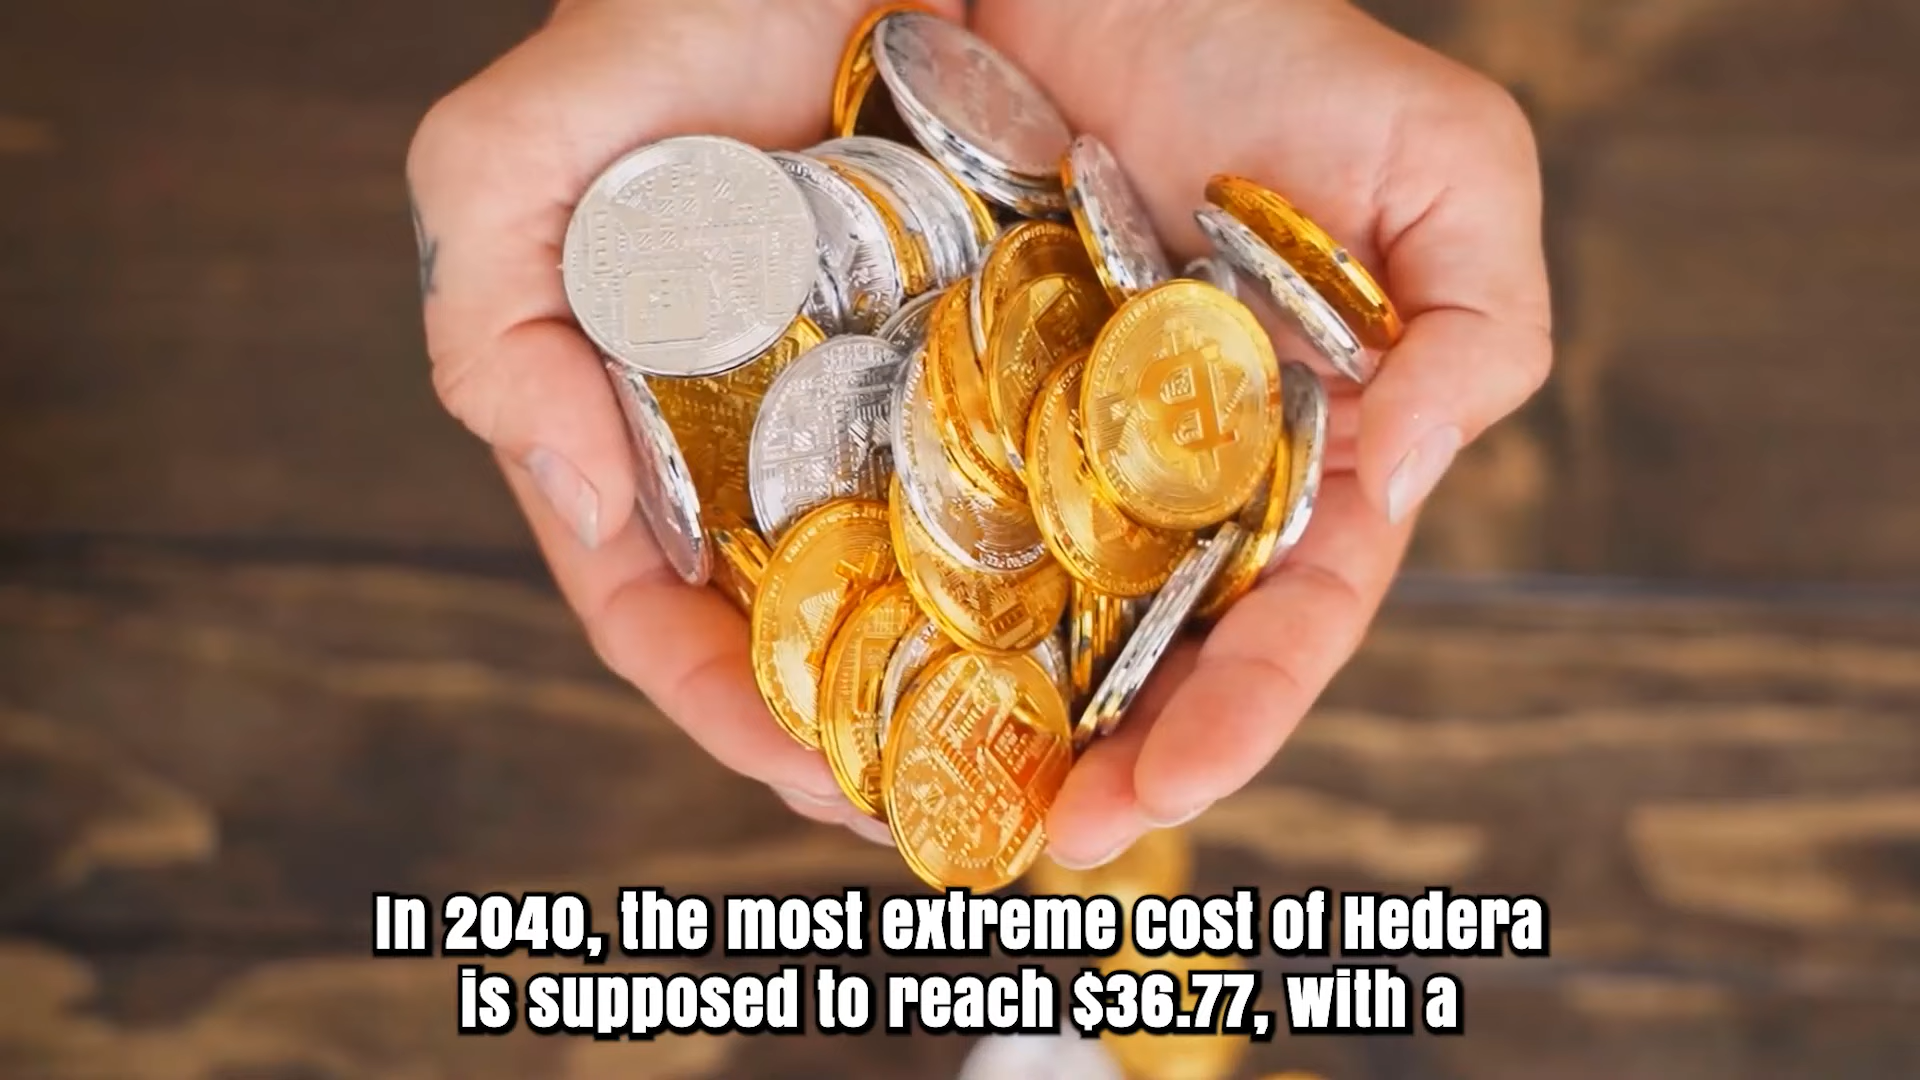 In 2040, the most extreme cost of Hedera
is supposed to reach $36.77, with a